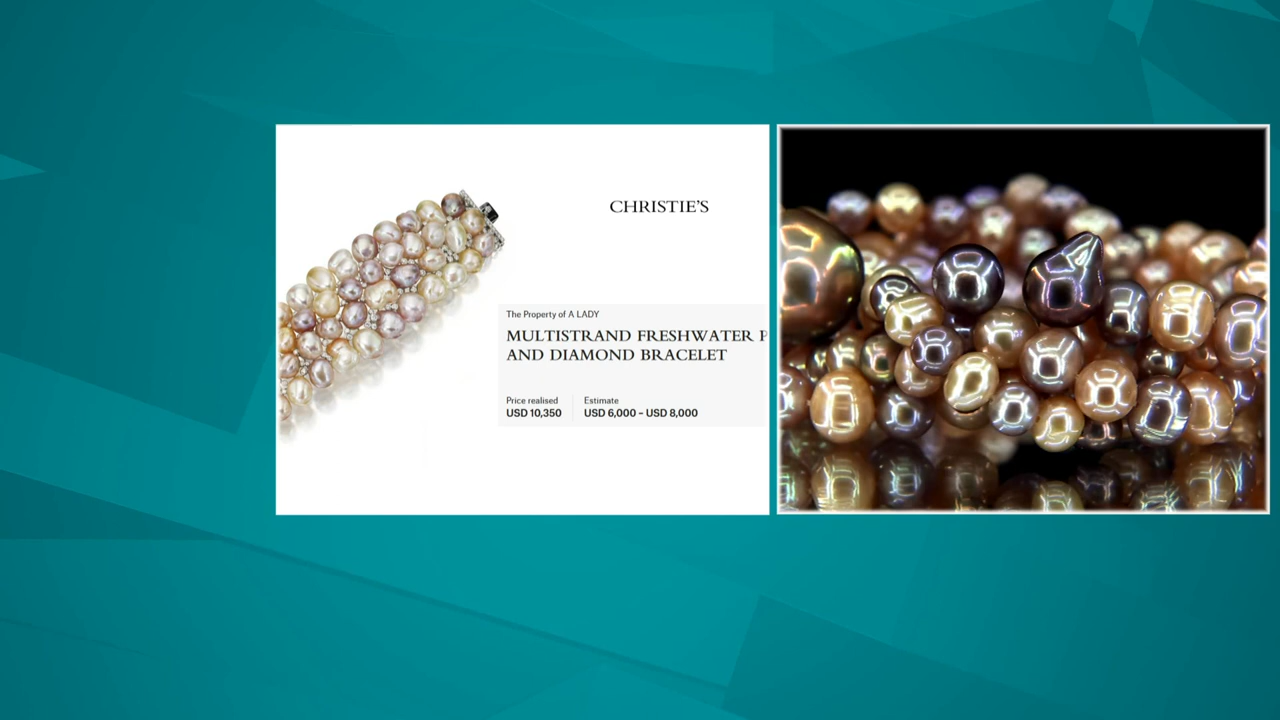 CHRISTIE'S
The Property of A LADY
MULTISTRAND FRESHWATER P
AND DIAMOND BRACELET
Price realised
Estimate
USD 10,350
USD 6,000 – USD 8,000